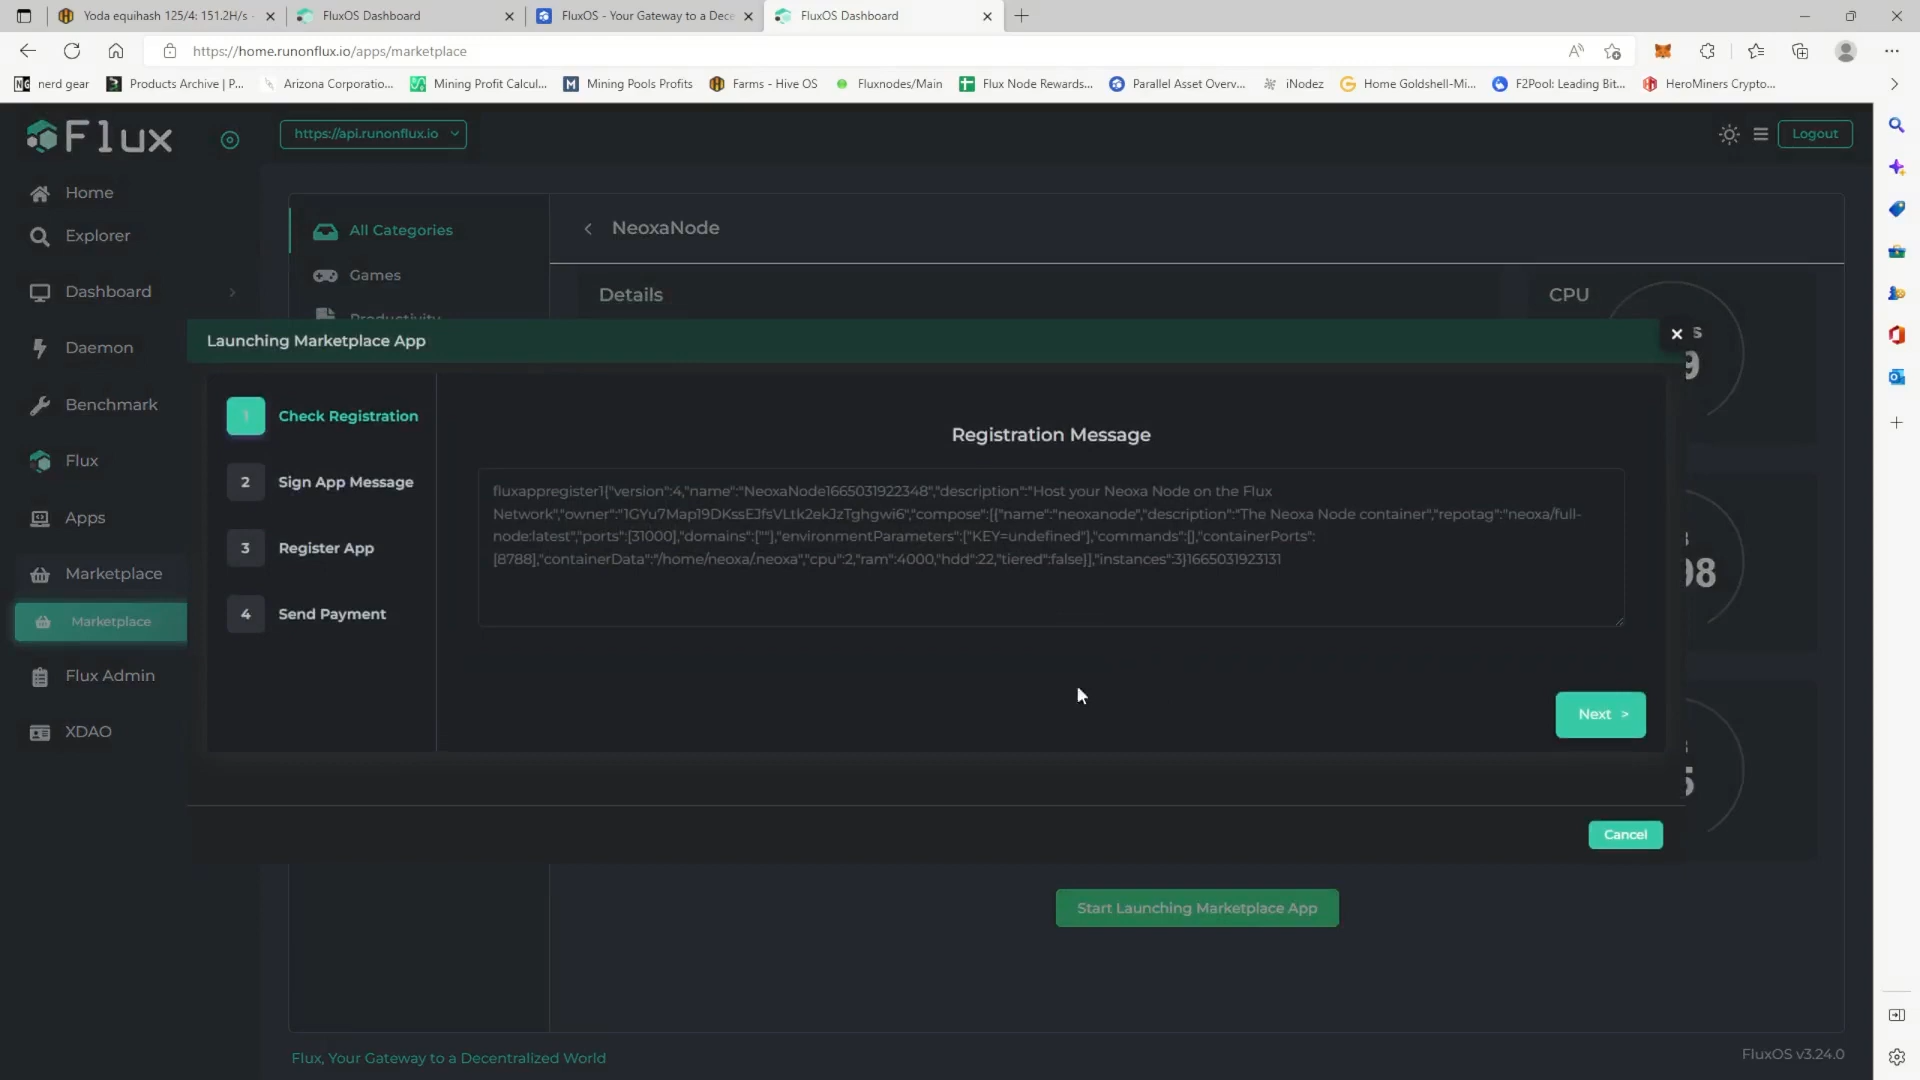 Yoda equihash 125/4: 151.2H/s -
FluxOS Dashboard
FluxOS - Your Gateway to a Dece
FluxOS Dashboard
https://home.runonflux.io/apps/marketplace
nerd gear
Products Archive | P...
Arizona Corporatio...
Mining Profit Calcul...
Mining Pools Profits
Farms - Hive OS
Fluxnodes/Main
Flux Node Rewards...
Parallel Asset Overv...
iNodez
Home Goldshell-Mi...
F2Pool: Leading Bit...
HeroMiners Crypto...
Flux
https://api.runonflux.io
Logout
Home
Explorer
Dashboard
Daemon
Benchmark
Flux
Apps
Marketplace
Marketplace
Flux Admin
XDAO
All Categories
Games
Productivity
< NeoxaNode
Details
CPU
s
9
98
5
Launching Marketplace App
1 Check Registration
2 Sign App Message
3 Register App
4 Send Payment
Registration Message
fluxappregister1{"version":4,"name":"NeoxaNode1665031922348","description":"Host your Neoxa Node on the Flux
Network","owner":"1GYu7Map19DKssEJfsVLtk2ekJzTghgwi6","compose":[{"name":"neoxanode","description":"The Neoxa Node container","repotag":"neoxa/full-
node:latest","ports":[31000],"domains":[""],"environmentParameters":["KEY=undefined"],"commands":[],"containerPorts":
[8788],"containerData":"/home/neoxa/.neoxa","cpu":2,"ram":4000,"hdd":22,"tiered":false}],"instances":3}1665031923131
Next >
Cancel
Start Launching Marketplace App
Flux, Your Gateway to a Decentralized World
FluxOS v3.24.0